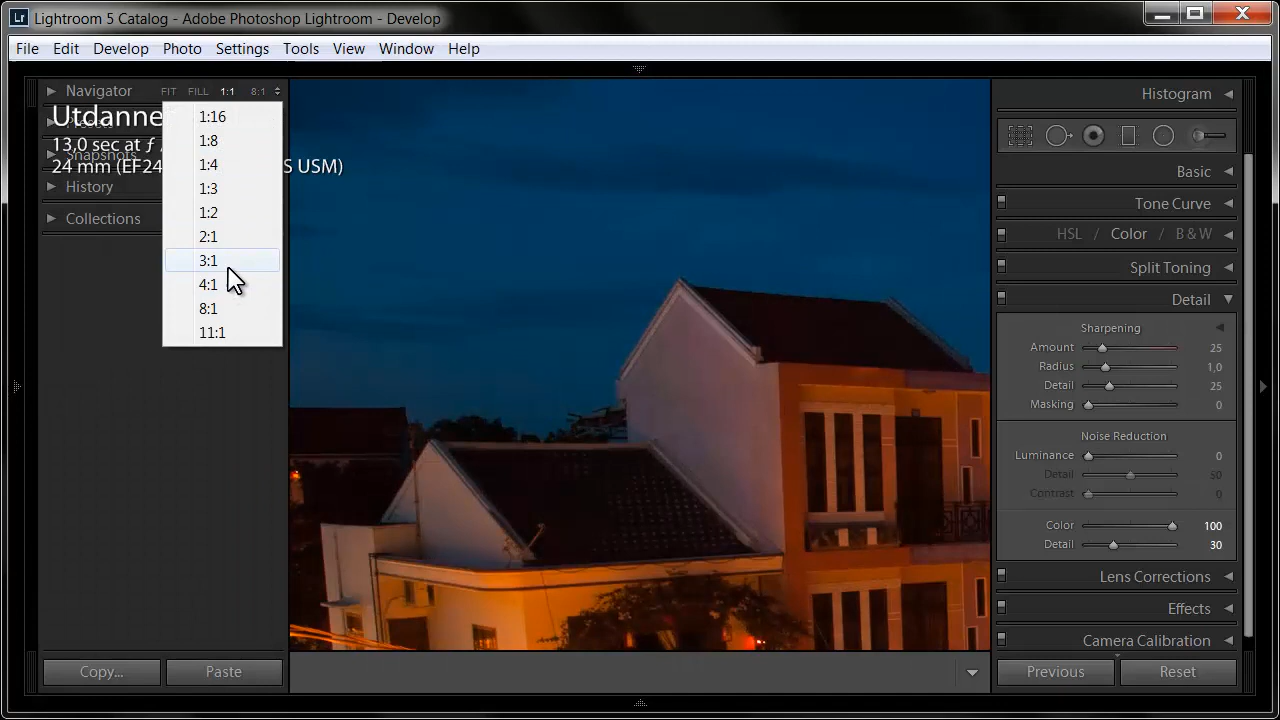 Lightroom 5 Catalog - Adobe Photoshop Lightroom - Develop
File Edit Develop Photo Settings Tools View Window Help
Navigator FIT FILL 1:1 8:1
Utdanne
13,0 sec at ƒ /
24 mm (EF24 S USM)
Presets
Snapshots
History
Collections
1:16
1:8
1:4
1:3
1:2
2:1
3:1
4:1
8:1
11:1
Copy... Paste
Histogram
Basic
Tone Curve
HSL / Color / B & W
Split Toning
Detail
Sharpening
Amount 25
Radius 1,0
Detail 25
Masking 0
Noise Reduction
Luminance 0
Detail 50
Contrast 0
Color 100
Detail 30
Lens Corrections
Effects
Camera Calibration
Previous Reset